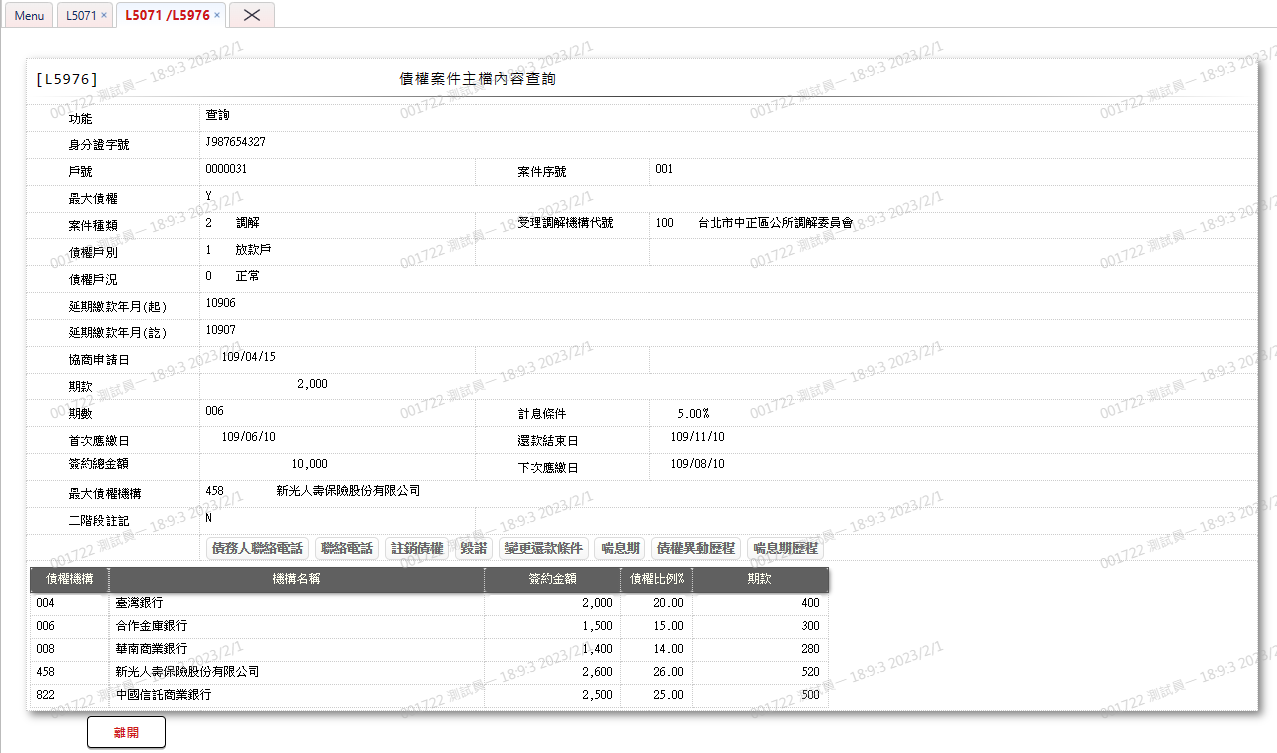 Menu L5071 × L5071 /L5976 ×
[L5976] 債權案件主檔內容查詢
功能 查詢
身分證字號 J987654327
戶號 0000031 案件序號 001
最大債權 Y
案件種類 2 調解 受理調解機構代號 100 台北市中正區公所調解委員會
債權戶別 1 放款戶
債權戶況 0 正常
延期繳款年月(起) 10906
延期繳款年月(訖) 10907
協商申請日 109/04/15
期款 2,000
期數 006 計息條件 5.00%
首次應繳日 109/06/10 還款結束日 109/11/10
簽約總金額 10,000 下次應繳日 109/08/10
最大債權機構 458 新光人壽保險股份有限公司
二階段註記 N
債務人聯絡電話 聯絡電話 註銷債權 毀諾 變更還款條件 喘息期 債權異動歷程 喘息期歷程
債權機構 機構名稱 簽約金額 債權比例% 期款
004 臺灣銀行 2,000 20.00 400
006 合作金庫銀行 1,500 15.00 300
008 華南商業銀行 1,400 14.00 280
458 新光人壽保險股份有限公司 2,600 26.00 520
822 中國信託商業銀行 2,500 25.00 500
離開
001722 測試員一 18:9:3 2023/2/1